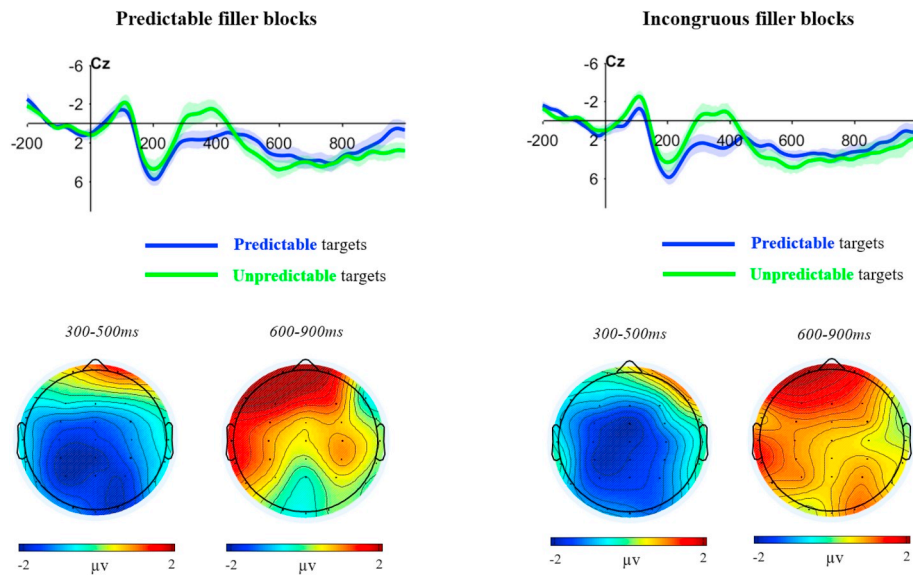 Predictable filler blocks
-6
Cz
-2
-200
0
200
400
600
800
2
6
Predictable targets
Unpredictable targets
300-500ms
600-900ms
-2
μv
2
-2
μv
2
Incongruous filler blocks
-6
Cz
-2
-200
0
200
400
600
800
2
6
Predictable targets
Unpredictable targets
300-500ms
600-900ms
-2
μv
2
-2
μv
2